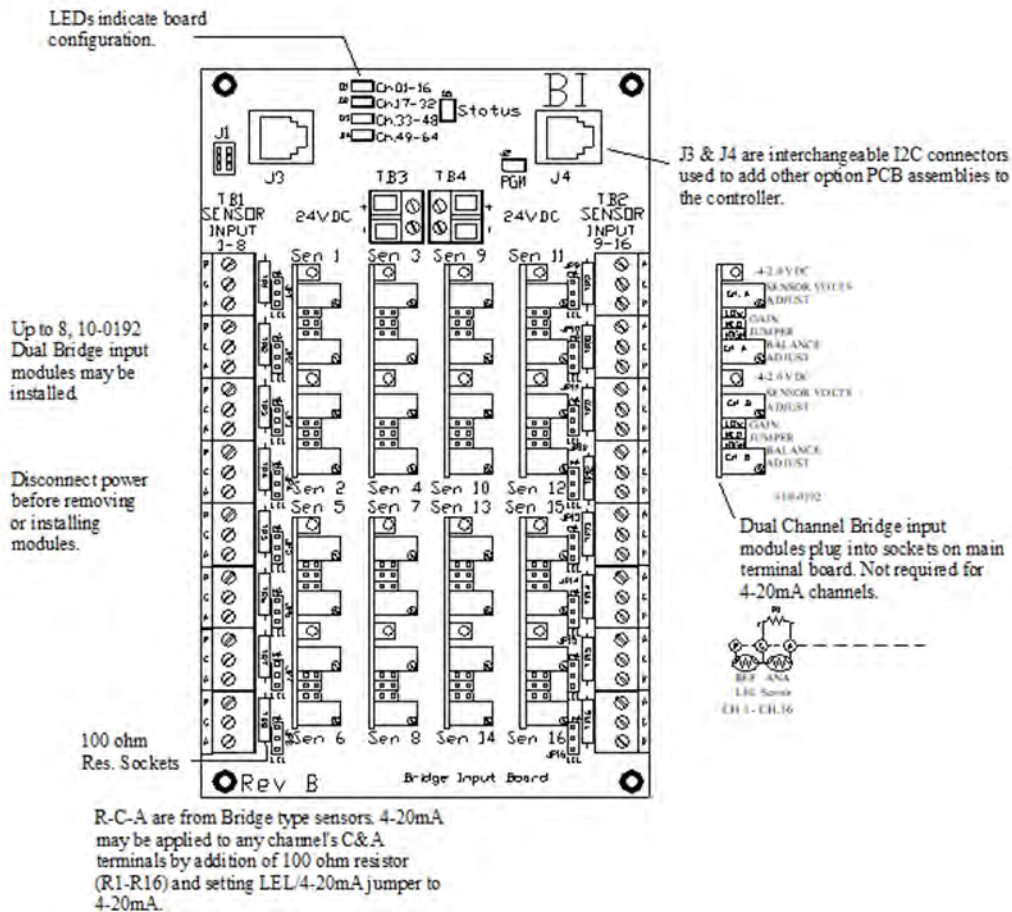 LEDs indicate board
configuration.
Ch.01-16
Ch.17-32
Ch.33-48
Ch.49-64
Status
BI
J1
J3
PGM
J4
J3 & J4 are interchangeable I2C connectors
used to add other option PCB assemblies to
the controller.
TB1
SENSOR
INPUT
1-8
24VDC
TB3
TB4
24VDC
TB2
SENSOR
INPUT
9-16
Sen 1
Sen 3
Sen 9
Sen 11
Up to 8, 10-0192
Dual Bridge input
modules may be
installed.
Disconnect power
before removing
or installing
modules.
Sen 2
Sen 4
Sen 10
Sen 12
Sen 5
Sen 7
Sen 13
Sen 15
Sen 6
Sen 8
Sen 14
Sen 16
SENSOR VOLTS
ADJUST
GAIN
JUMPER
BALANCE
ADJUST
SENSOR VOLTS
ADJUST
GAIN
JUMPER
BALANCE
ADJUST
Dual Channel Bridge input
modules plug into sockets on main
terminal board. Not required for
4-20mA channels.
REF ANA
LEL Sensor
CH 1 - CH.16
100 ohm
Res. Sockets
Rev B
Bridge Input Board
R-C-A are from Bridge type sensors. 4-20mA
may be applied to any channel's C&A
terminals by addition of 100 ohm resistor
(R1-R16) and setting LEL/4-20mA jumper to
4-20mA.